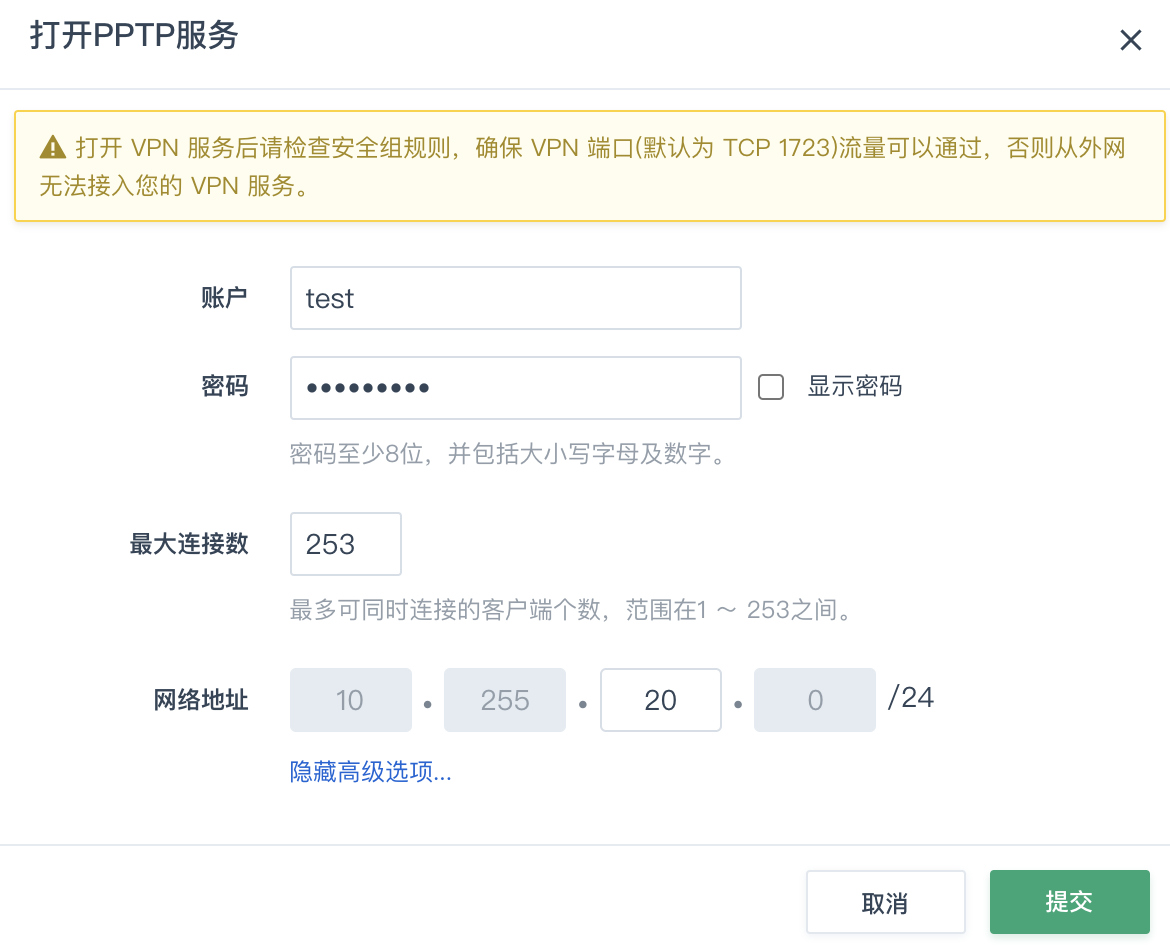 打开PPTP服务
打开 VPN 服务后请检查安全组规则，确保 VPN 端口(默认为 TCP 1723)流量可以通过，否则从外网
无法接入您的 VPN 服务。
账户 test
密码 ••••••••• 显示密码
密码至少8位，并包括大小写字母及数字。
最大连接数 253
最多可同时连接的客户端个数，范围在1 ～ 253之间。
网络地址 10 . 255 . 20 . 0 /24
隐藏高级选项...
取消 提交